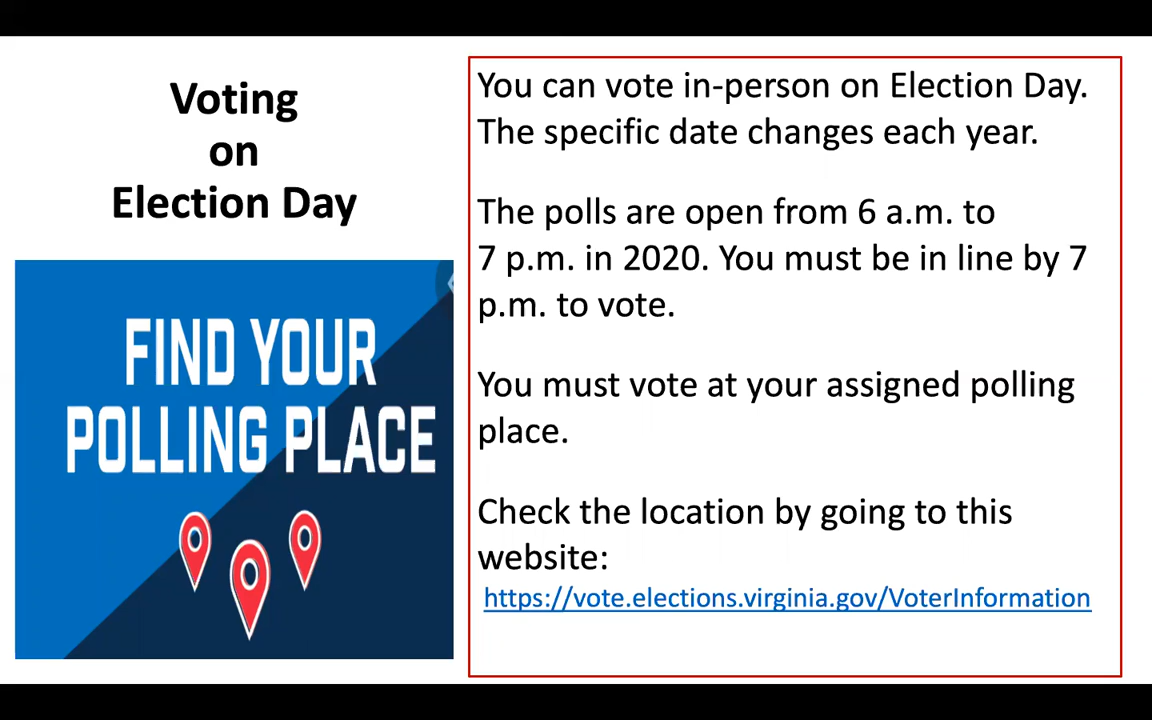 Voting
on
Election Day
FIND YOUR
POLLING PLACE
You can vote in-person on Election Day.
The specific date changes each year.
The polls are open from 6 a.m. to
7 p.m. in 2020. You must be in line by 7
p.m. to vote.
You must vote at your assigned polling
place.
Check the location by going to this
website:
https://vote.elections.virginia.gov/VoterInformation